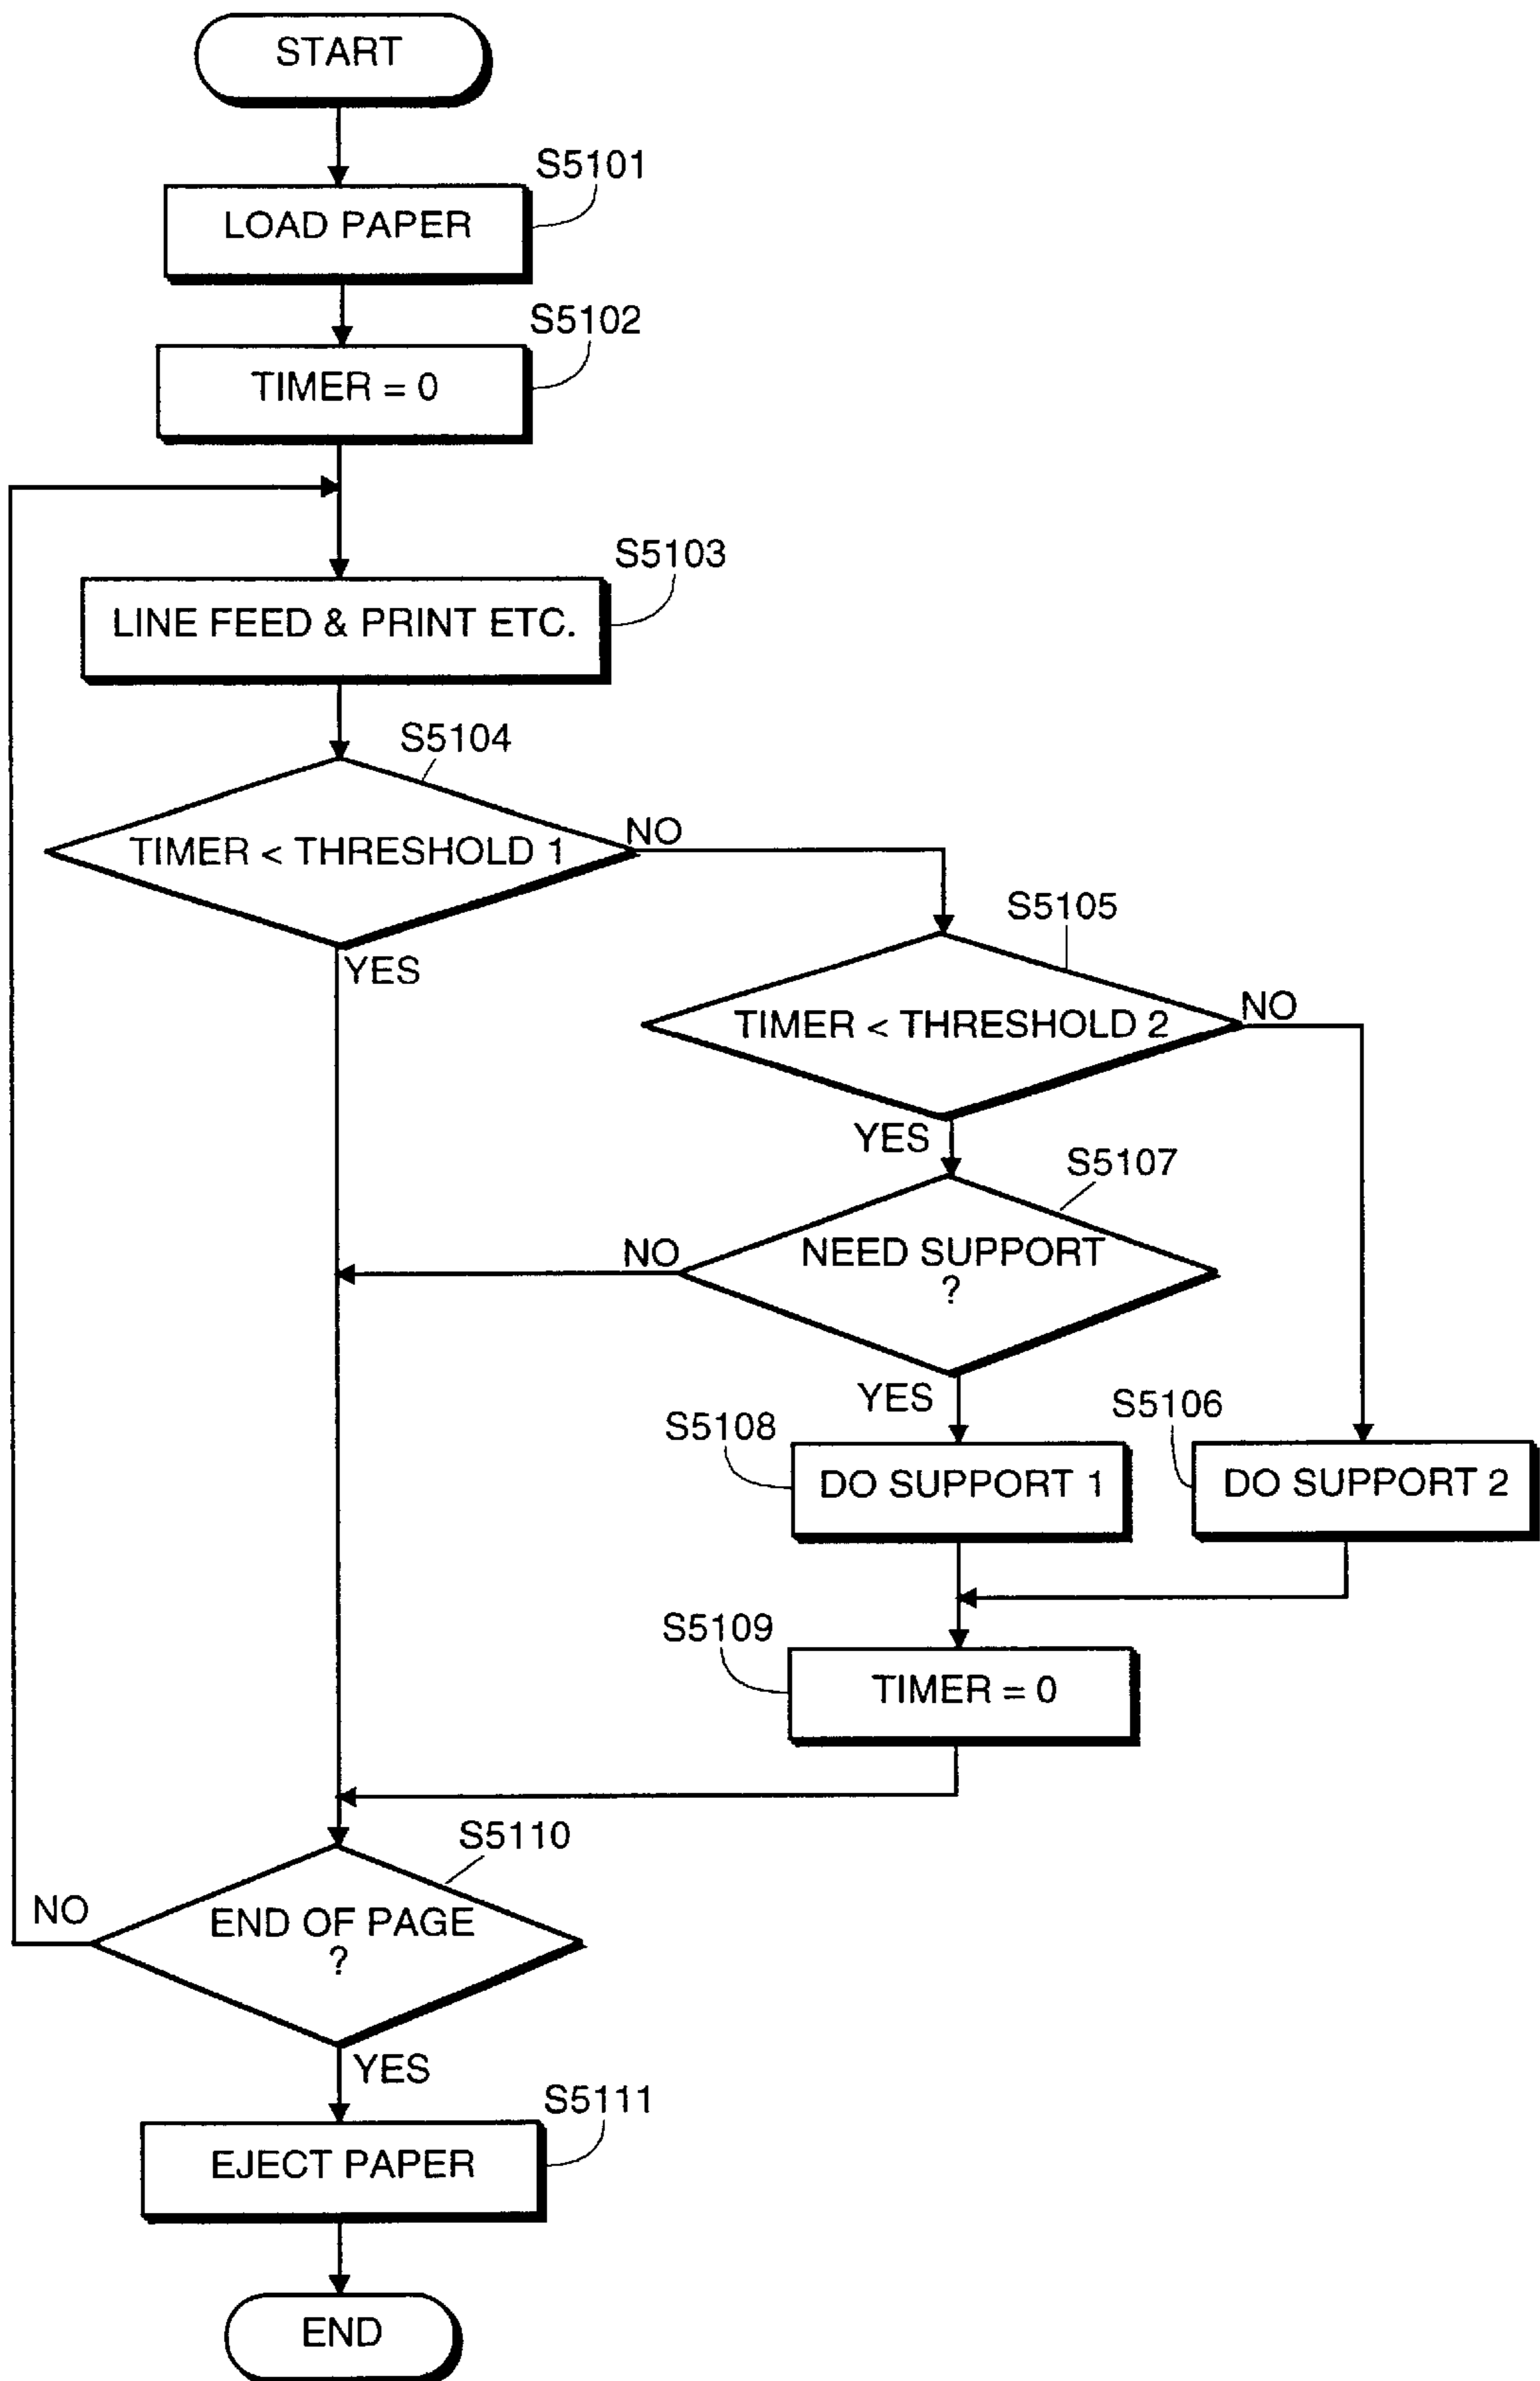 START
S5101
LOAD PAPER
S5102
TIMER = 0
S5103
LINE FEED & PRINT ETC.
S5104
TIMER < THRESHOLD 1
NO
YES
S5105
TIMER < THRESHOLD 2
NO
YES
S5107
NEED SUPPORT
?
NO
YES
S5108
DO SUPPORT 1
S5106
DO SUPPORT 2
S5109
TIMER = 0
S5110
END OF PAGE
?
NO
YES
S5111
EJECT PAPER
END